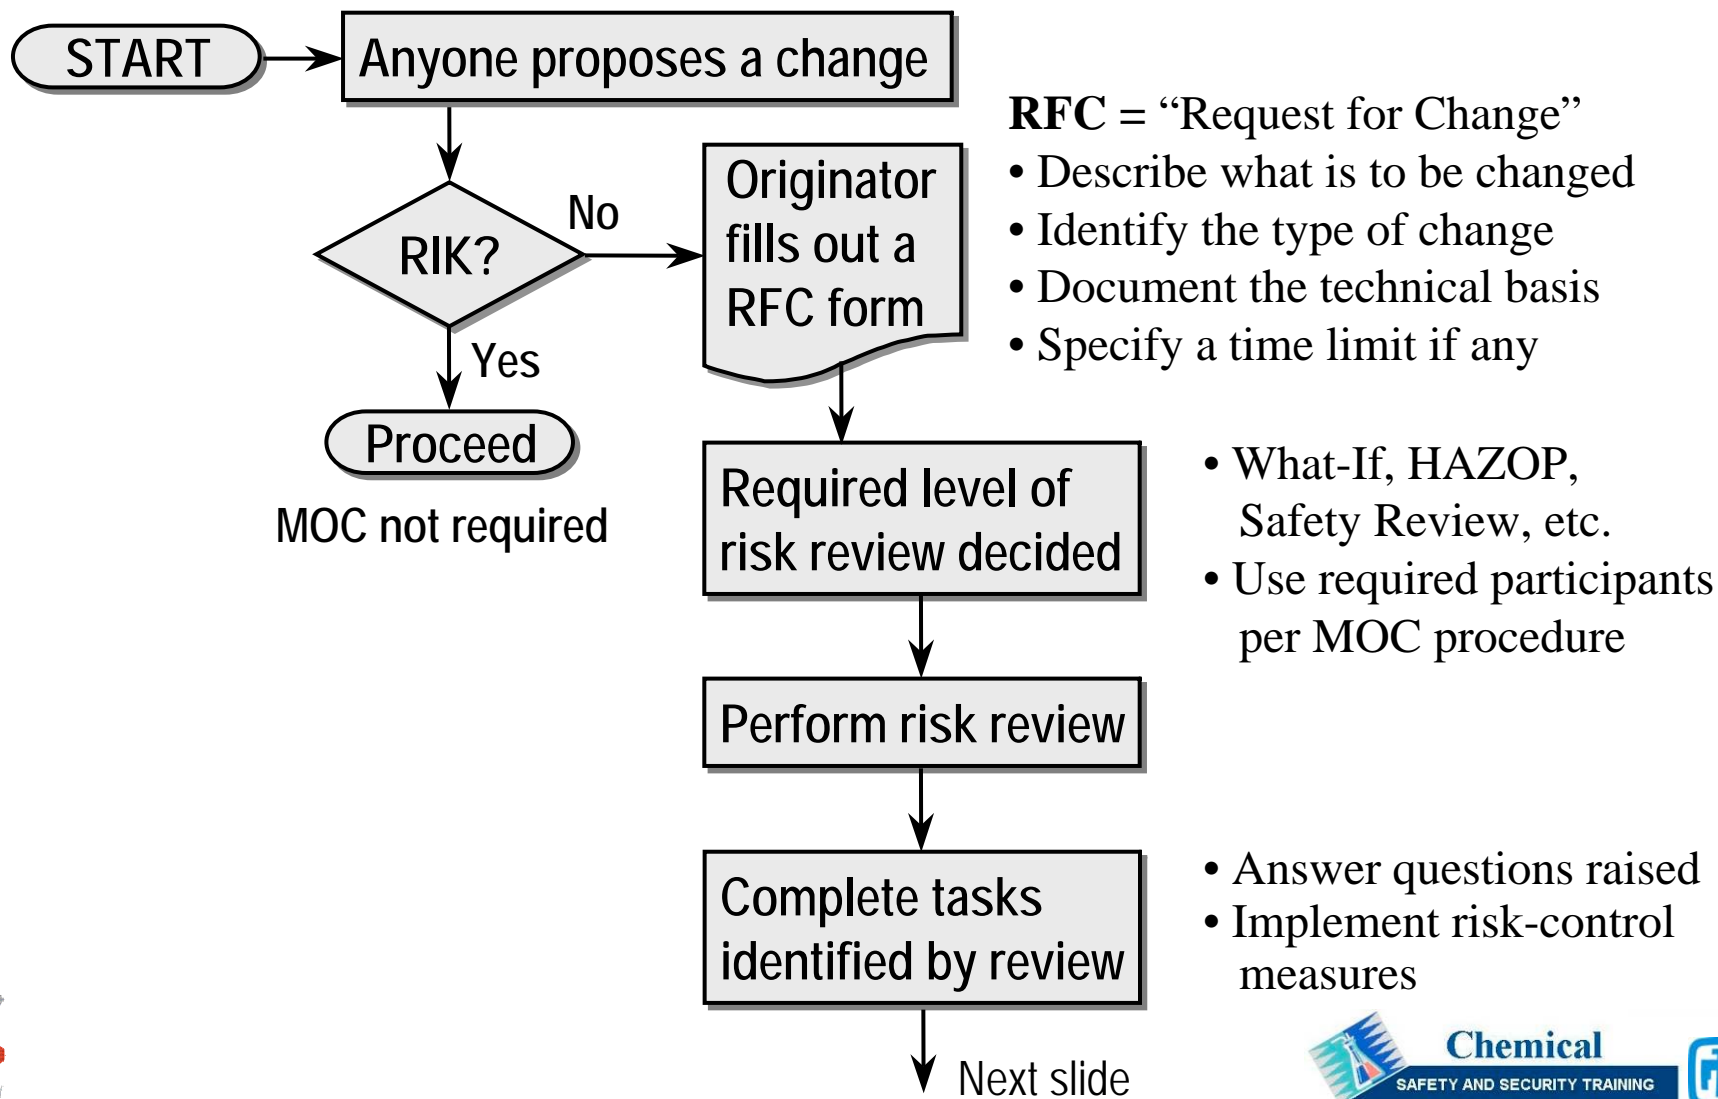 START
Anyone proposes a change
RIK?
No
Yes
Proceed
MOC not required
Originator
fills out a
RFC form
RFC = “Request for Change”
• Describe what is to be changed
• Identify the type of change
• Document the technical basis
• Specify a time limit if any
Required level of
risk review decided
• What-If, HAZOP,
Safety Review, etc.
• Use required participants
per MOC procedure
Perform risk review
Complete tasks
identified by review
• Answer questions raised
• Implement risk-control
measures
Next slide
Chemical
SAFETY AND SECURITY TRAINING